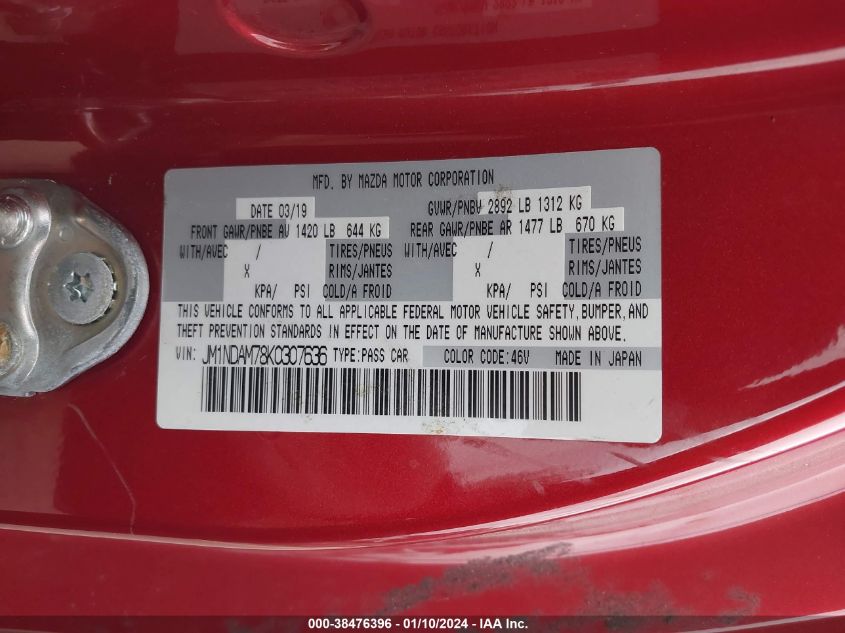 MFD. BY MAZDA MOTOR CORPORATION
DATE 03/19 GVWR/PNBV 2892 LB 1312 KG
FRONT GAWR/PNBE AV 1420 LB 644 KG REAR GAWR/PNBE AR 1477 LB 670 KG
WITH/AVEC / TIRES/PNEUS WITH/AVEC / TIRES/PNEUS
X RIMS/JANTES X RIMS/JANTES
KPA/ PSI COLD/A FROID KPA/ PSI COLD/A FROID
THIS VEHICLE CONFORMS TO ALL APPLICABLE FEDERAL MOTOR VEHICLE SAFETY, BUMPER, AND
THEFT PREVENTION STANDARDS IN EFFECT ON THE DATE OF MANUFACTURE SHOWN ABOVE.
VIN: JM1NDAM78K0307636 TYPE:PASS CAR COLOR CODE:46V MADE IN JAPAN
000-38476396 - 01/10/2024 - IAA Inc.